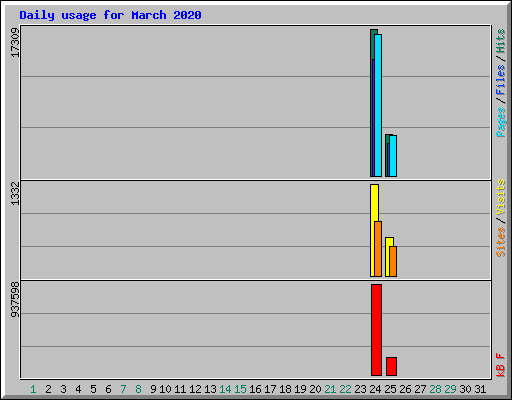 Daily usage for March 2020
17309
Pages/Files/Hits
1332
Sites/Visits
937598
kB F
1 2 3 4 5 6 7 8 9 10 11 12 13 14 15 16 17 18 19 20 21 22 23 24 25 26 27 28 29 30 31